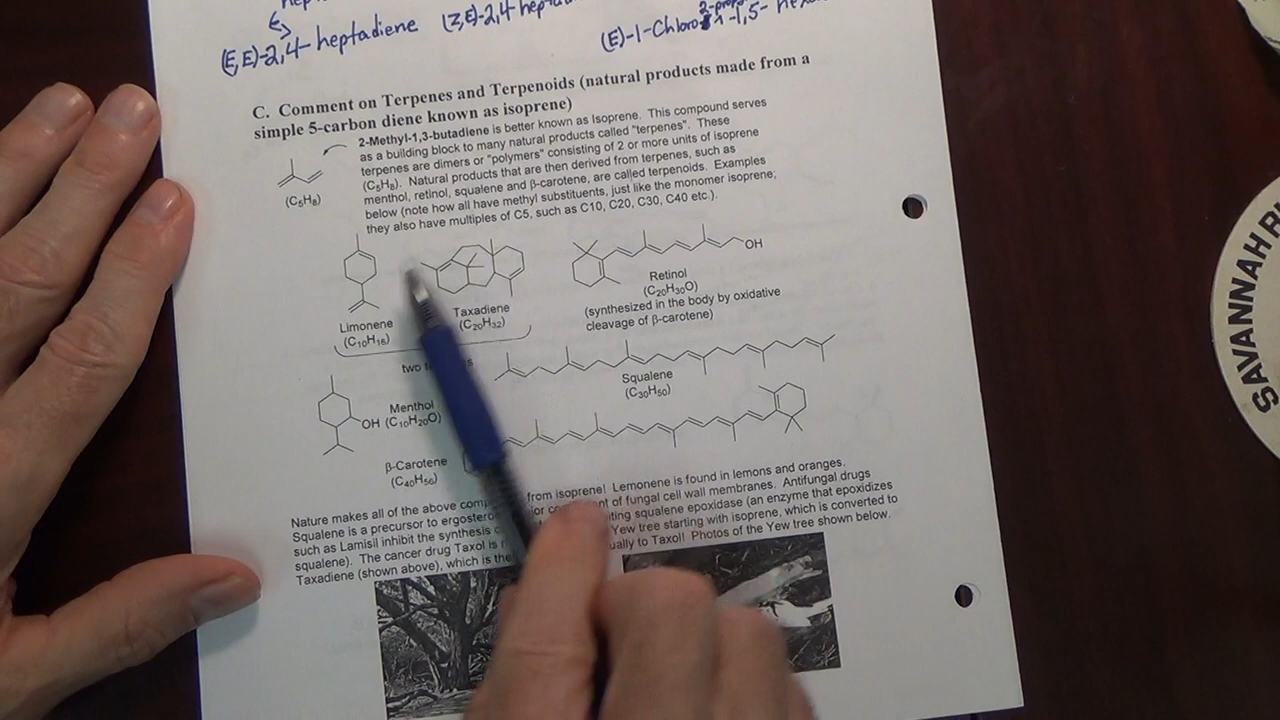 (E,E)-2,4-heptadiene
(Z,E)-2,4-
(E)-1-Chloro
-1,5-
C. Comment on Terpenes and Terpenoids (natural products made from a
simple 5-carbon diene known as isoprene)
2-Methyl-1,3-butadiene is better known as Isoprene. This compound serves
as a building block to many natural products called "terpenes". These
terpenes are dimers or "polymers" consisting of 2 or more units of isoprene
(C5H8). Natural products that are then derived from terpenes, such as
menthol, retinol, squalene and β-carotene, are called terpenoids. Examples
below (note how all have methyl substituents, just like the monomer isoprene;
they also have multiples of C5, such as C10, C20, C30, C40 etc.).
(C5H8)
OH
Limonene
(C10H16)
Taxadiene
(C20H32)
Retinol
(C20H30O)
(synthesized in the body by oxidative
cleavage of β-carotene)
two
Squalene
(C30H50)
OH
Menthol
(C10H20O)
β-Carotene
(C40H56)
Nature makes all of the above from isoprene! Lemonene is found in lemons and oranges.
Squalene is a precursor to of fungal cell wall membranes. Antifungal drugs
such as Lamisil inhibit the synthesis squalene epoxidase (an enzyme that epoxidizes
squalene). The cancer drug Taxol is Yew tree starting with isoprene, which is converted to
Taxadiene (shown above), which is to Taxol! Photos of the Yew tree shown below.
SAVANNAH